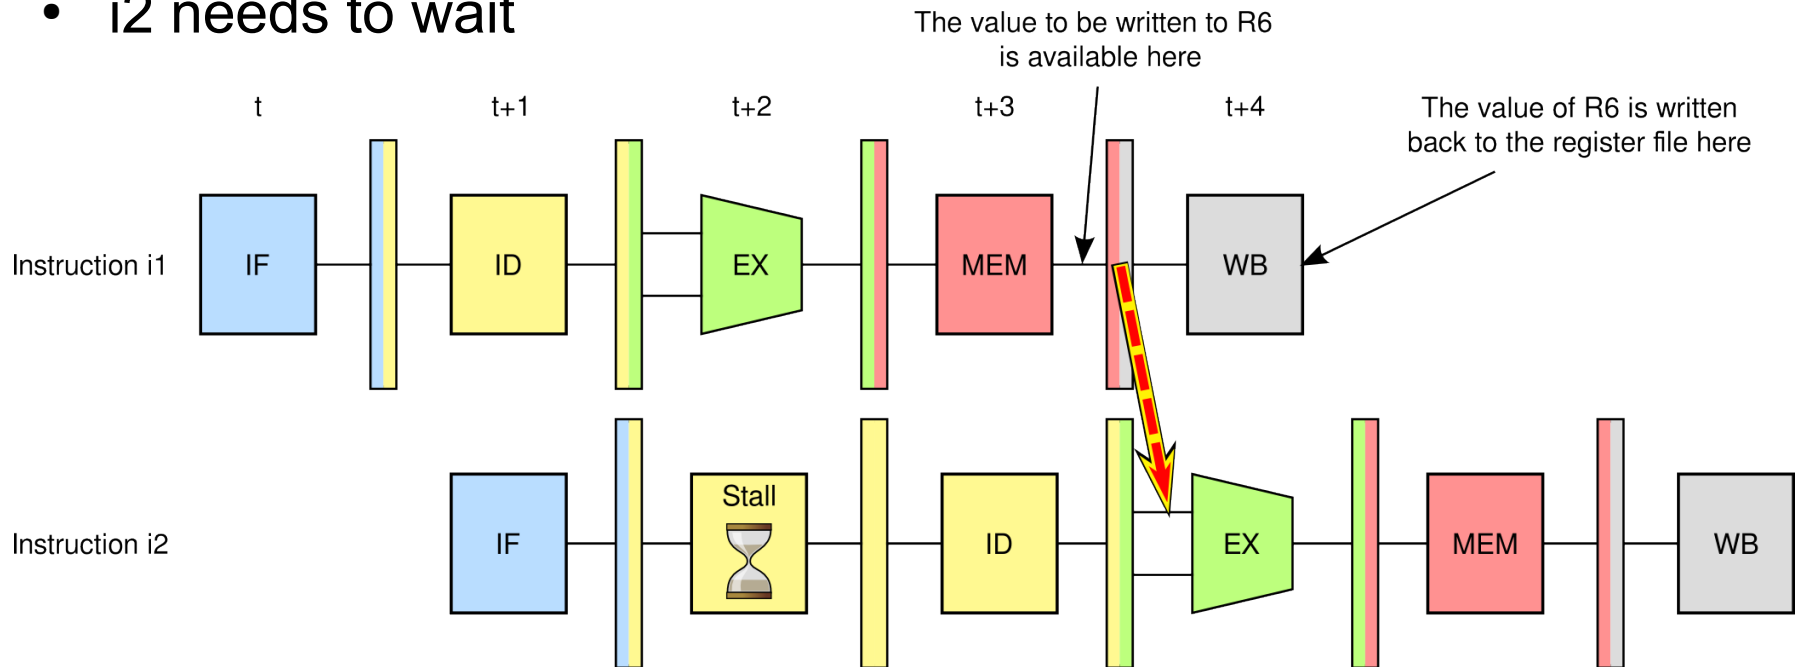 • i2 needs to wait
The value to be written to R6
is available here
t
t+1
t+2
t+3
t+4
The value of R6 is written
back to the register file here
Instruction i1
IF
ID
EX
MEM
WB
Stall
Instruction i2
IF
ID
EX
MEM
WB